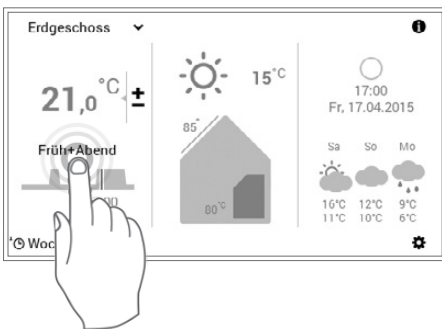 Erdgeschoss
21,0 °C ±
Früh+Abend
00
Woc
15°C
85°
80°C
17:00
Fr, 17.04.2015
Sa So Mo
16°C 12°C 9°C
11°C 10°C 6°C